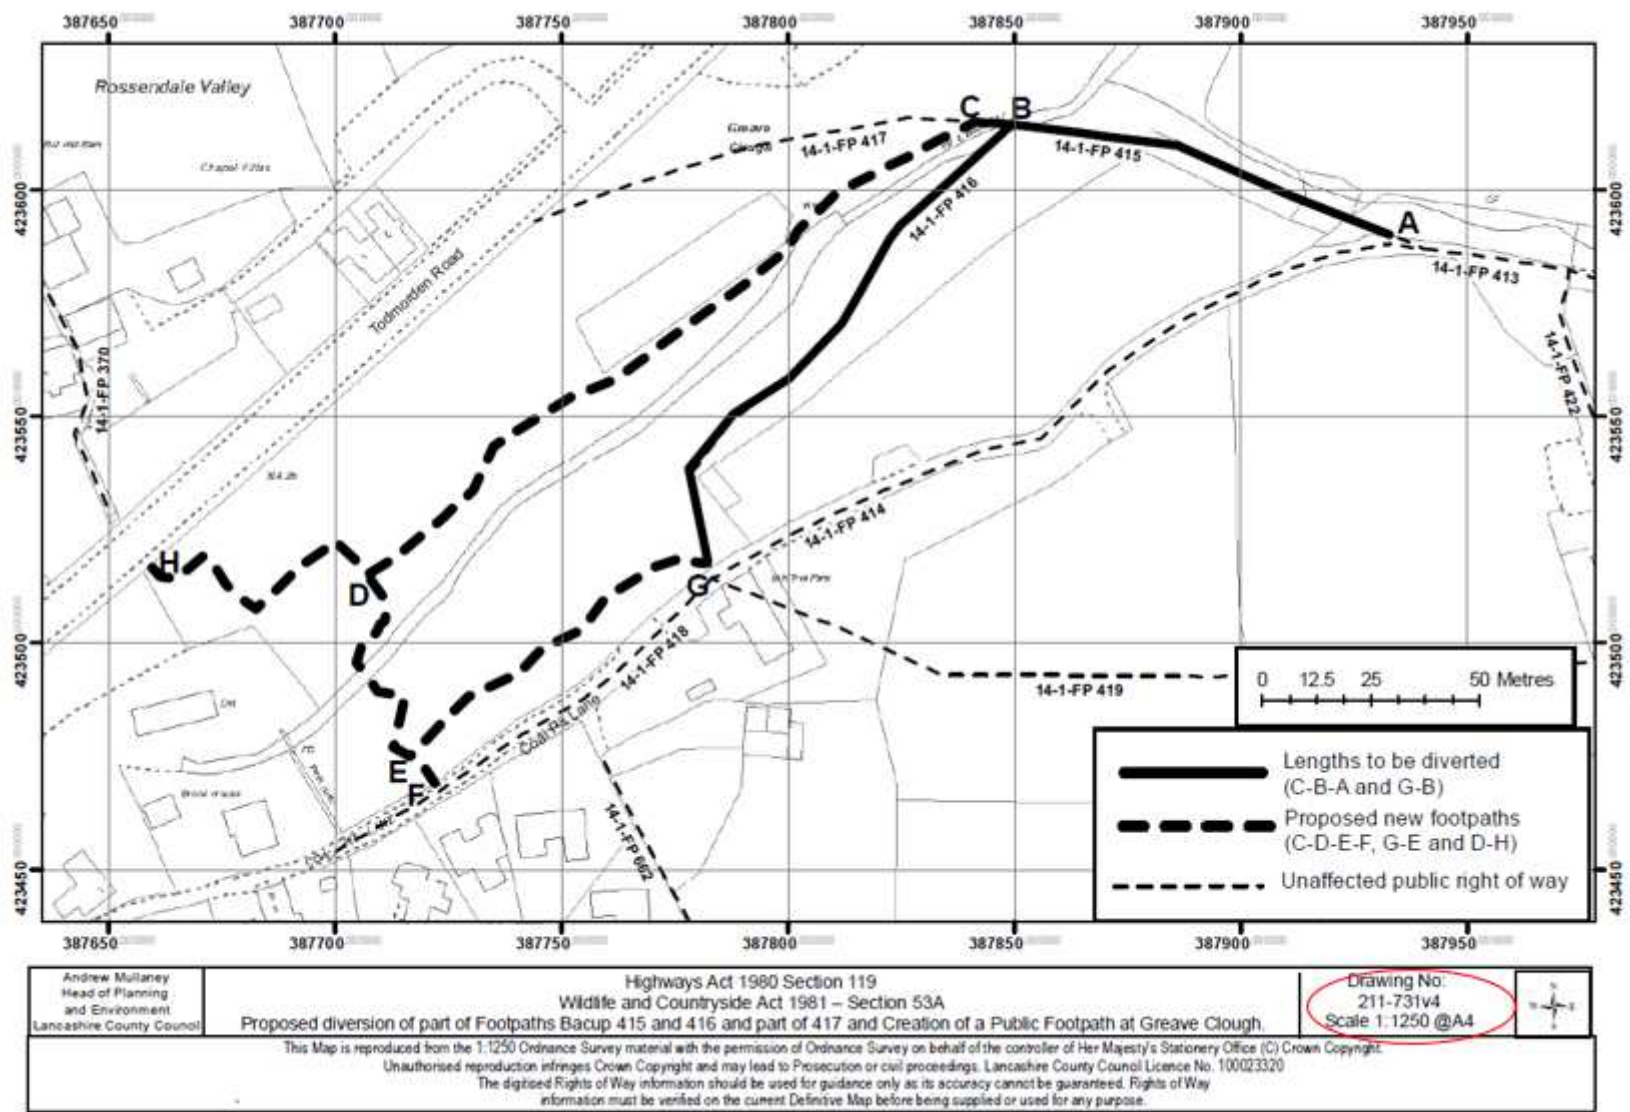 387650 387700 387750 387800 387850 387900 387950
Rossendale Valley
Chapel Villas
Greave
Clough
C B
14-1-FP 417
14-1-FP 415
14-1-FP 416
A
14-1-FP 413
14-1-FP 422
423600 423600
Todmorden Road
14-1-FP 370
423550 423550
H
D
G
14-1-FP 414
14-1-FP 418
14-1-FP 419
423500 423500
Coal Pit Lane
E
F
14-1-FP 662
423450 423450
0 12.5 25 50 Metres
Lengths to be diverted
(C-B-A and G-B)
Proposed new footpaths
(C-D-E-F, G-E and D-H)
Unaffected public right of way
387650 387700 387750 387800 387850 387900 387950
Andrew Mullaney
Head of Planning
and Environment
Lancashire County Council
Highways Act 1980 Section 119
Wildlife and Countryside Act 1981 – Section 53A
Proposed diversion of part of Footpaths Bacup 415 and 416 and part of 417 and Creation of a Public Footpath at Greave Clough.
Drawing No:
211-731v4
Scale 1:1250 @A4
This Map is reproduced from the 1:1250 Ordnance Survey material with the permission of Ordnance Survey on behalf of the controller of Her Majesty's Stationery Office (C) Crown Copyright.
Unauthorised reproduction infringes Crown Copyright and may lead to Prosecution or civil proceedings. Lancashire County Council Licence No. 100023320
The digitised Rights of Way information should be used for guidance only as its accuracy cannot be guaranteed. Rights of Way
information must be verified on the current Definitive Map before being supplied or used for any purpose.